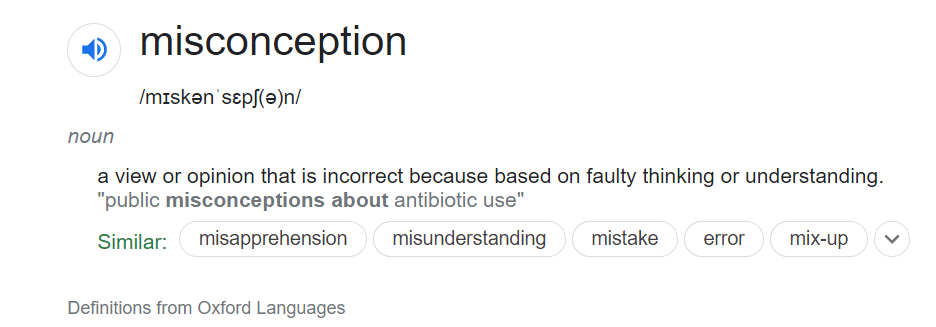 misconception
/mɪskənˈsɛpʃ(ə)n/
noun
a view or opinion that is incorrect because based on faulty thinking or understanding.
"public misconceptions about antibiotic use"
Similar: misapprehension misunderstanding mistake error mix-up
Definitions from Oxford Languages